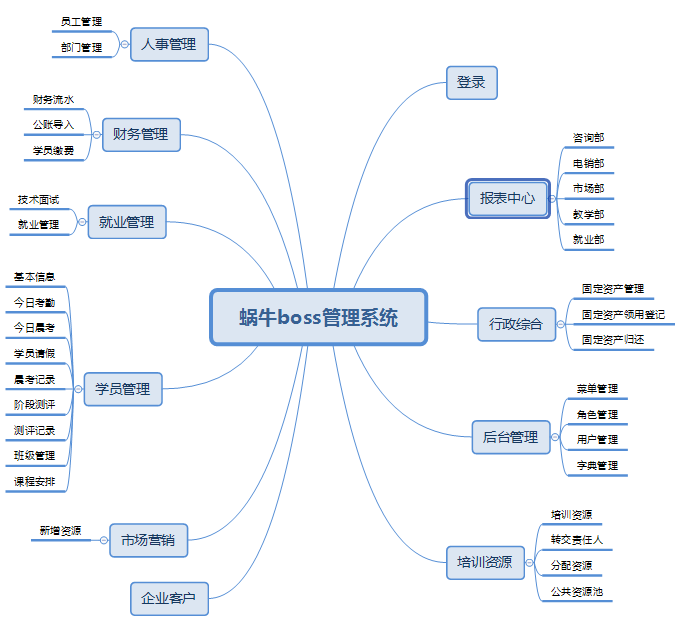 蜗牛boss管理系统
登录
报表中心
咨询部
电销部
市场部
教学部
就业部
行政综合
固定资产管理
固定资产领用登记
固定资产归还
后台管理
菜单管理
角色管理
用户管理
字典管理
培训资源
培训资源
转交责任人
分配资源
公共资源池
人事管理
员工管理
部门管理
财务管理
财务流水
公账导入
学员缴费
就业管理
技术面试
就业管理
学员管理
基本信息
今日考勤
今日晨考
学员请假
晨考记录
阶段测评
测评记录
班级管理
课程安排
市场营销
新增资源
企业客户